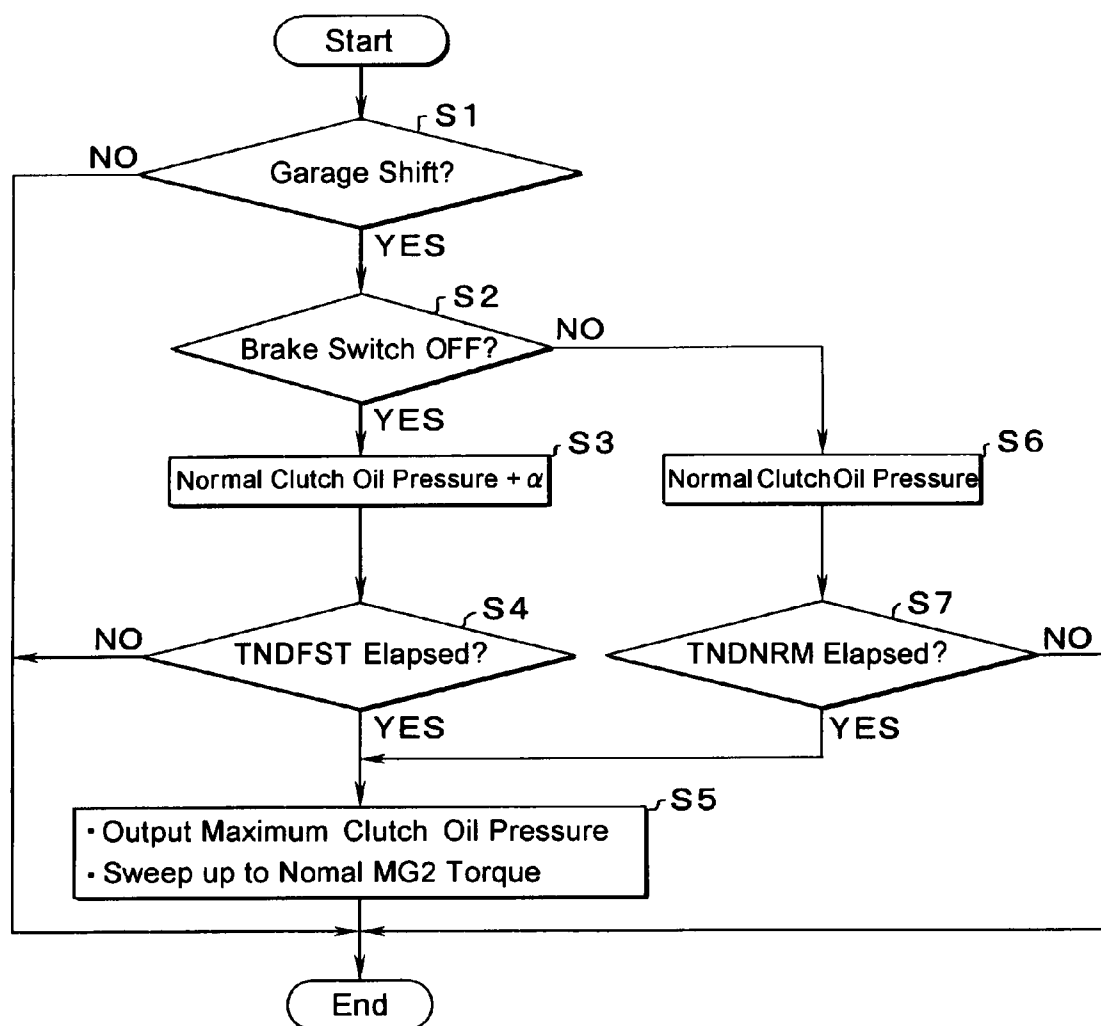 Start
S1
NO
Garage Shift?
YES
S2
NO
Brake Switch OFF?
YES
S3
Normal Clutch Oil Pressure + α
S6
Normal Clutch Oil Pressure
S4
NO
TNDFST Elapsed?
YES
S7
NO
TNDNRM Elapsed?
YES
S5
・Output Maximum Clutch Oil Pressure
・Sweep up to Nomal MG2 Torque
End